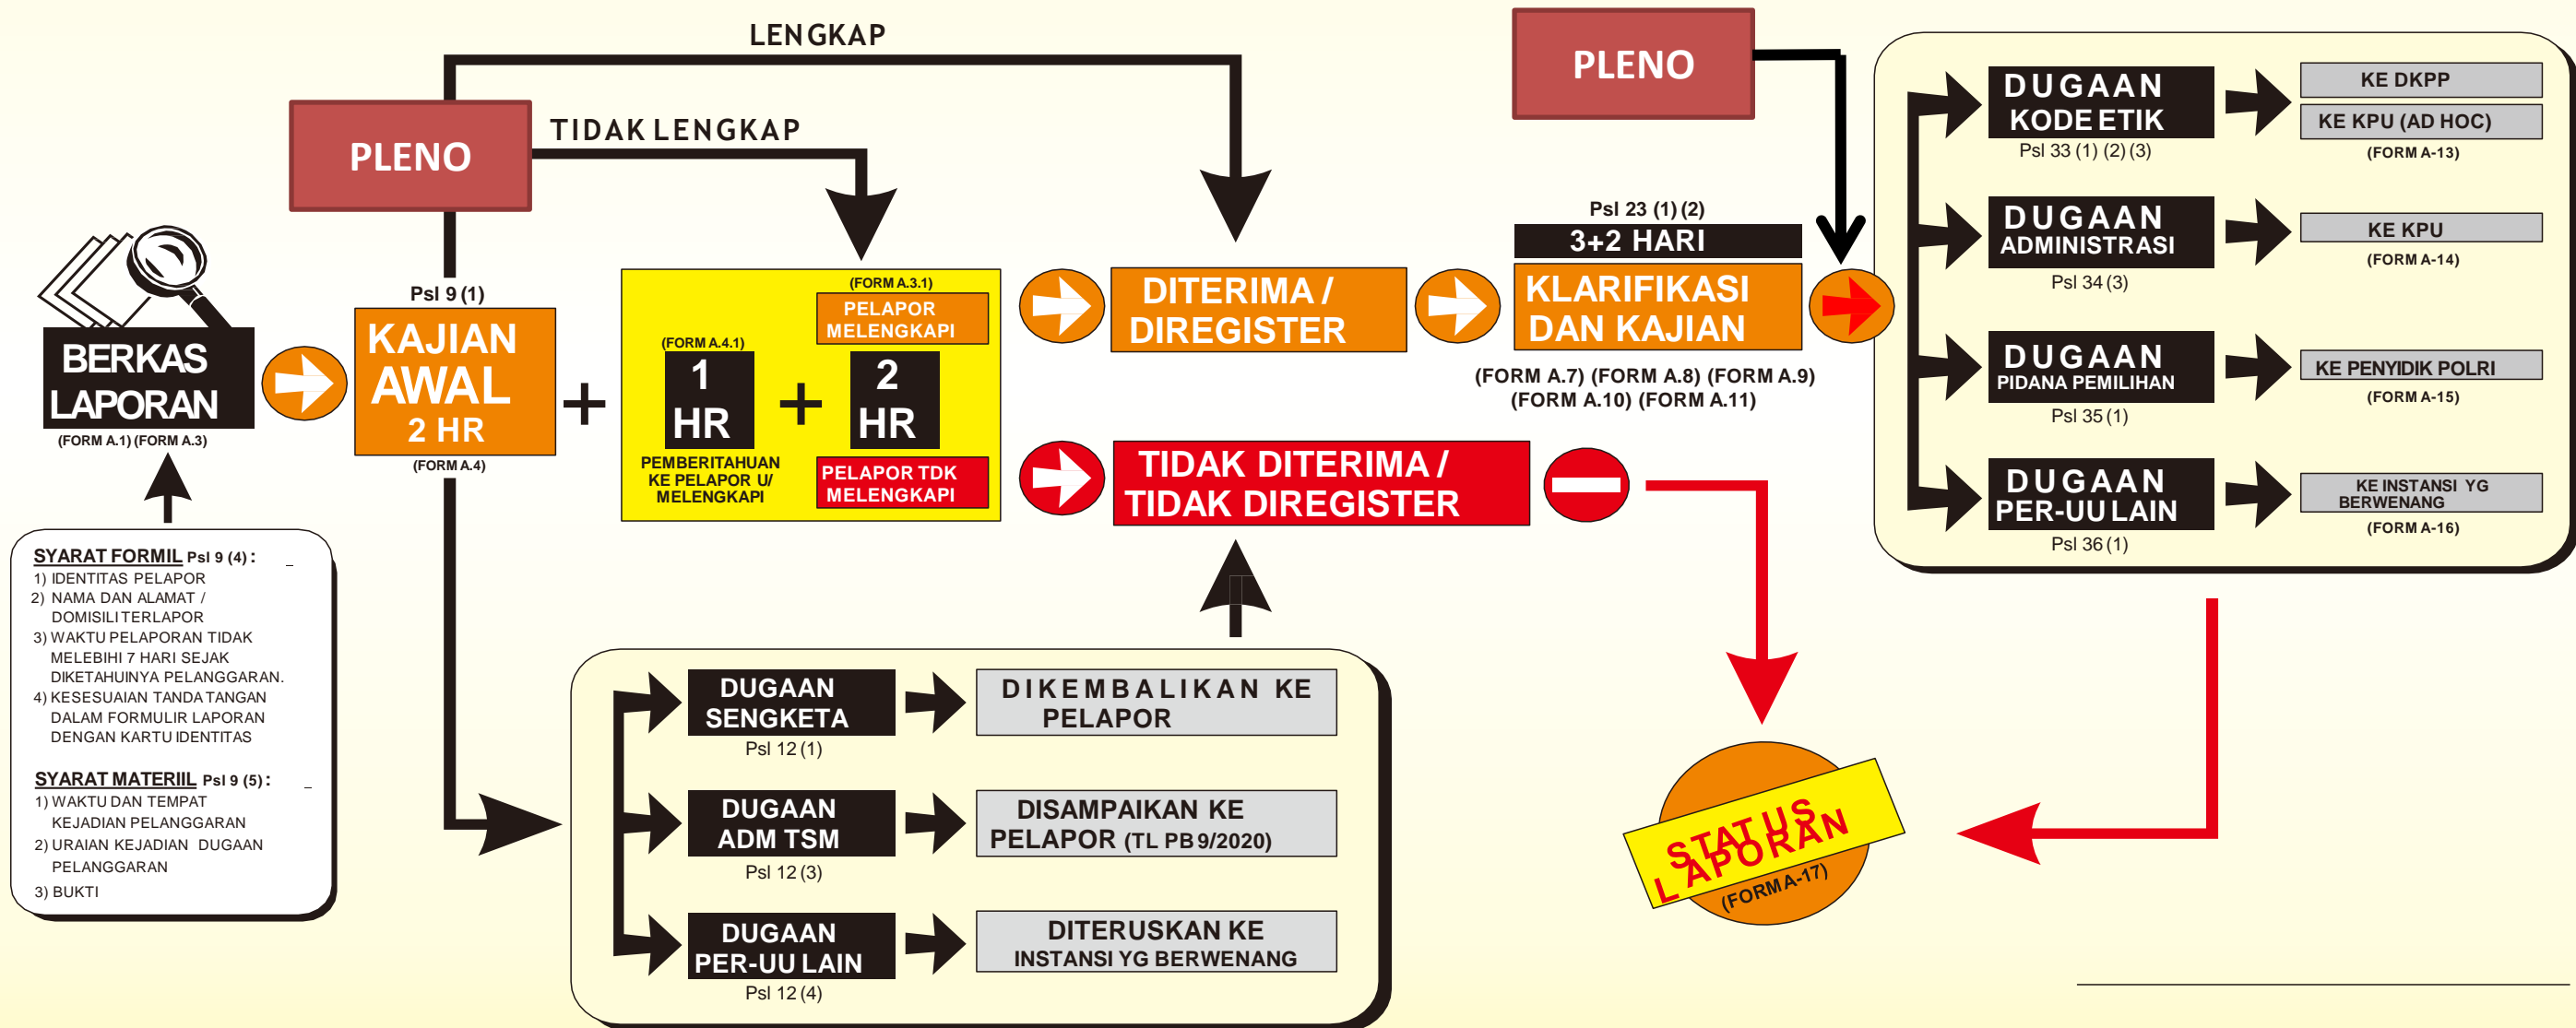 LENGKAP
PLENO
TIDAK LENGKAP
PLENO
BERKAS
LAPORAN
(FORM A.1) (FORM A.3)
Psl 9 (1)
KAJIAN
AWAL
2 HR
(FORM A.4)
+
(FORM A.4.1)
1
HR
PEMBERITAHUAN
KE PELAPOR U/
MELENGKAPI
+
(FORM A.3.1)
PELAPOR
MELENGKAPI
2
HR
PELAPOR TDK
MELENGKAPI
DITERIMA /
DIREGISTER
TIDAK DITERIMA /
TIDAK DIREGISTER
Psl 23 (1) (2)
3+2 HARI
KLARIFIKASI
DAN KAJIAN
(FORM A.7) (FORM A.8) (FORM A.9)
(FORM A.10) (FORM A.11)
DUGAAN
KODE ETIK
Psl 33 (1) (2) (3)
KE DKPP
KE KPU (AD HOC)
(FORM A-13)
DUGAAN
ADMINISTRASI
Psl 34 (3)
KE KPU
(FORM A-14)
DUGAAN
PIDANA PEMILIHAN
Psl 35 (1)
KE PENYIDIK POLRI
(FORM A-15)
DUGAAN
PER-UU LAIN
Psl 36 (1)
KE INSTANSI YG
BERWENANG
(FORM A-16)
SYARAT FORMIL Psl 9 (4) :
1) IDENTITAS PELAPOR
2) NAMA DAN ALAMAT /
DOMISILI TERLAPOR
3) WAKTU PELAPORAN TIDAK
MELEBIHI 7 HARI SEJAK
DIKETAHUINYA PELANGGARAN.
4) KESESUAIAN TANDA TANGAN
DALAM FORMULIR LAPORAN
DENGAN KARTU IDENTITAS
SYARAT MATERIIL Psl 9 (5) :
1) WAKTU DAN TEMPAT
KEJADIAN PELANGGARAN
2) URAIAN KEJADIAN DUGAAN
PELANGGARAN
3) BUKTI
DUGAAN
SENGKETA
Psl 12 (1)
DIKEMBALIKAN KE
PELAPOR
DUGAAN
ADM TSM
Psl 12 (3)
DISAMPAIKAN KE
PELAPOR (TL PB 9/2020)
DUGAAN
PER-UU LAIN
Psl 12 (4)
DITERUSKAN KE
INSTANSI YG BERWENANG
STATUS
LAPORAN
(FORM A-17)